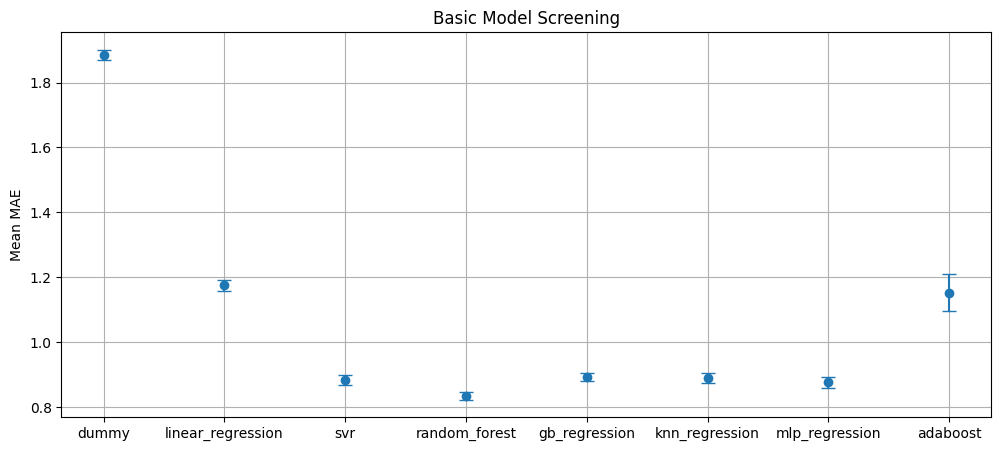 Basic Model Screening
Mean MAE
1.8
1.6
1.4
1.2
1.0
0.8
dummy linear_regression svr random_forest gb_regression knn_regression mlp_regression adaboost